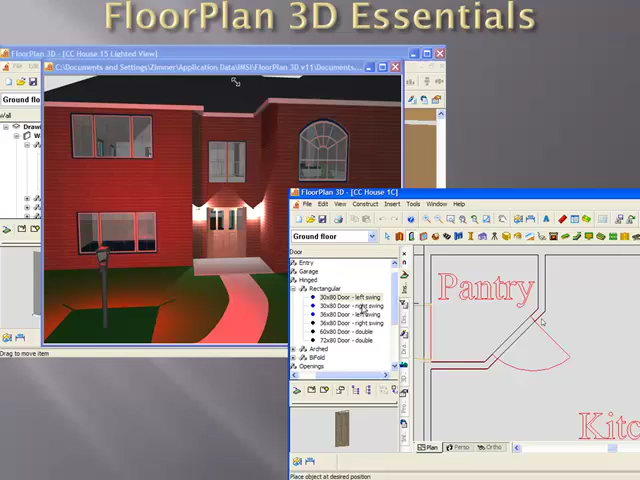 FloorPlan 3D Essentials
FloorPlan 3D - [CC House 15 Lighted View]
C:\Documents and Settings\Zimmer\Application Data\IMSI\FloorPlan 3D v11\Documents,...
File
Ground
Wall
Draw
FloorPlan 3D - [CC House 1C]
File Edit View Construct Insert Tools Window Help
Ground floor
Door
Entry
Garage
Hinged
Rectangular
30x80 Door - left swing
30x80 Door - right swing
36x80 Door - left swing
36x80 Door - right swing
60x80 Door - double
72x80 Door - double
Arched
BiFold
Openings
Pantry
Kitc
Plan Perso Ortho
Drag to move item
Place object at desired position